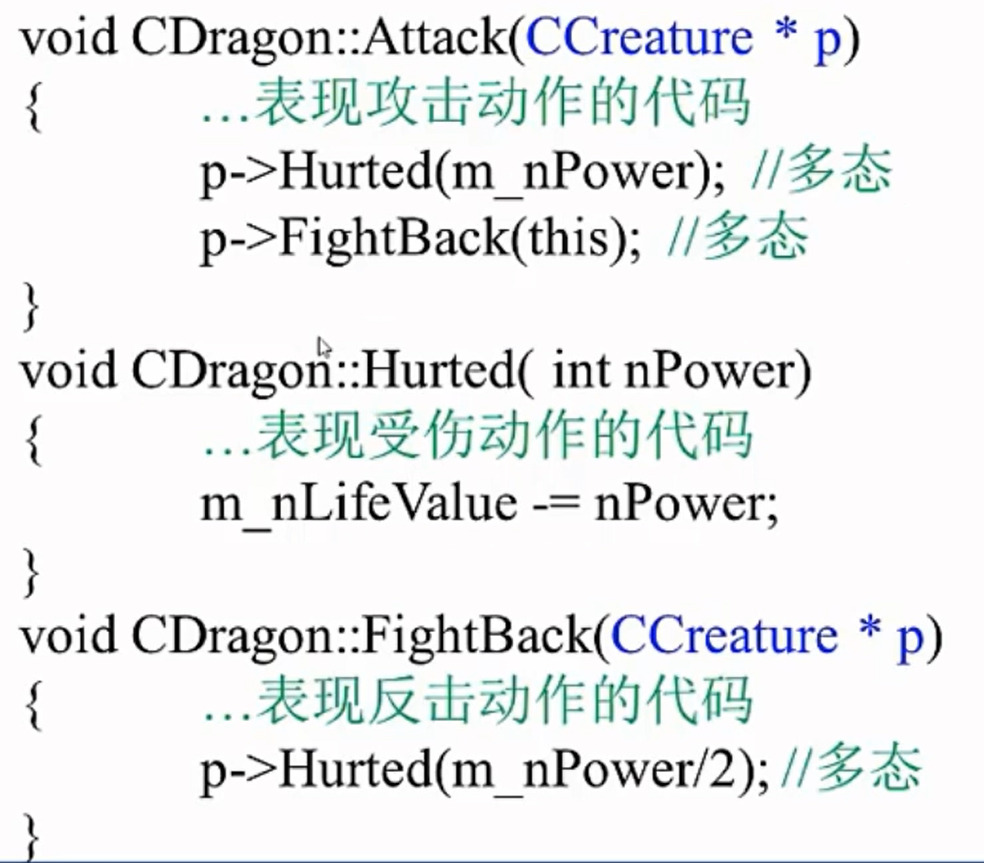 void CDragon::Attack(CCreature * p)
{ …表现攻击动作的代码
p->Hurted(m_nPower); //多态
p->FightBack(this); //多态
}
void CDragon::Hurted( int nPower)
{ …表现受伤动作的代码
m_nLifeValue -= nPower;
}
void CDragon::FightBack(CCreature * p)
{ …表现反击动作的代码
p->Hurted(m_nPower/2); //多态
}